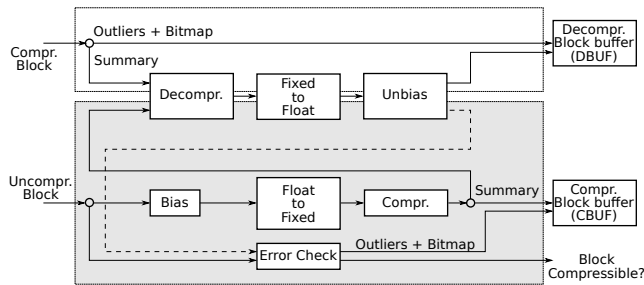 Outliers + Bitmap
Compr.
Block
Summary
Decompr.
Block buffer
(DBUF)
Decompr.
Fixed
to
Float
Unbias
Uncompr.
Block
Bias
Float
to
Fixed
Compr.
Summary
Compr.
Block buffer
(CBUF)
Outliers + Bitmap
Error Check
Block
Compressible?